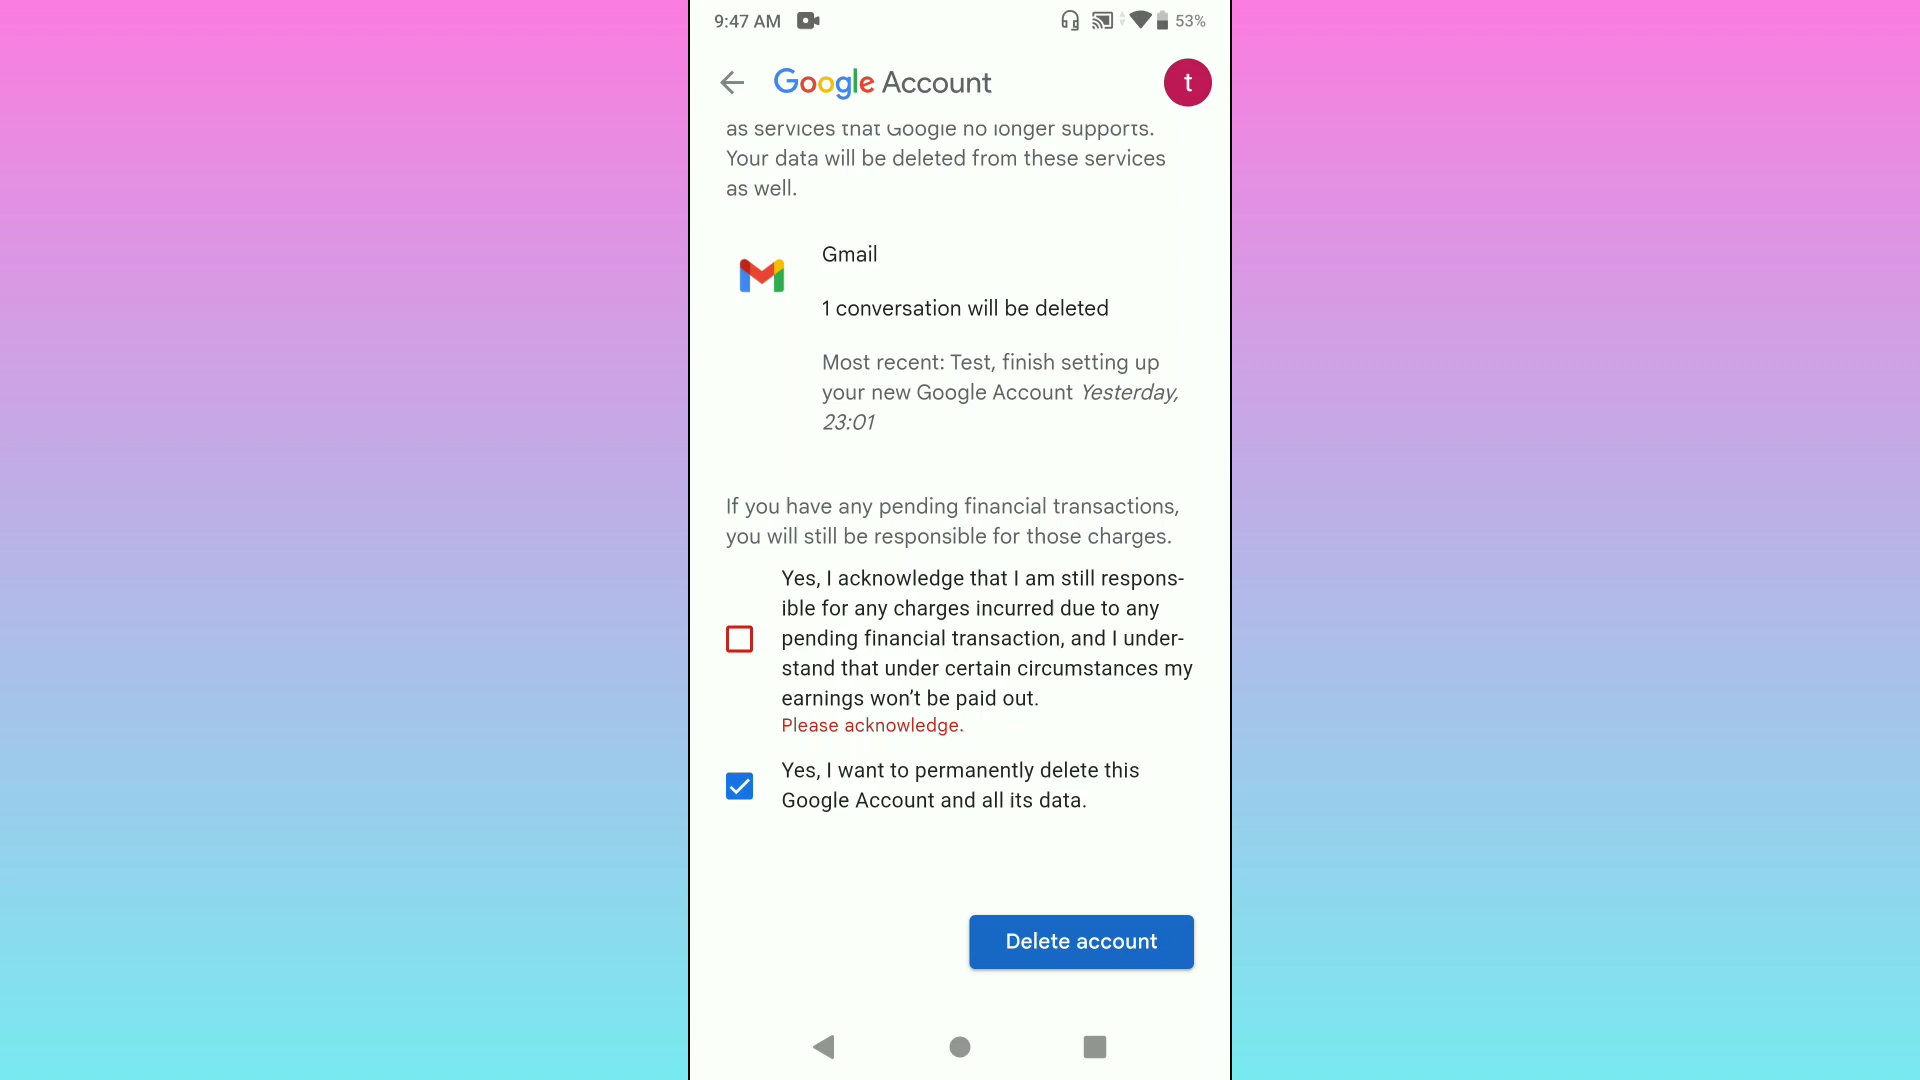 9:47 AM
53%
Google Account
t
as services that Google no longer supports.
Your data will be deleted from these services
as well.
Gmail
1 conversation will be deleted
Most recent: Test, finish setting up
your new Google Account Yesterday,
23:01
If you have any pending financial transactions,
you will still be responsible for those charges.
Yes, I acknowledge that I am still respons-
ible for any charges incurred due to any
pending financial transaction, and I under-
stand that under certain circumstances my
earnings won’t be paid out.
Please acknowledge.
Yes, I want to permanently delete this
Google Account and all its data.
Delete account